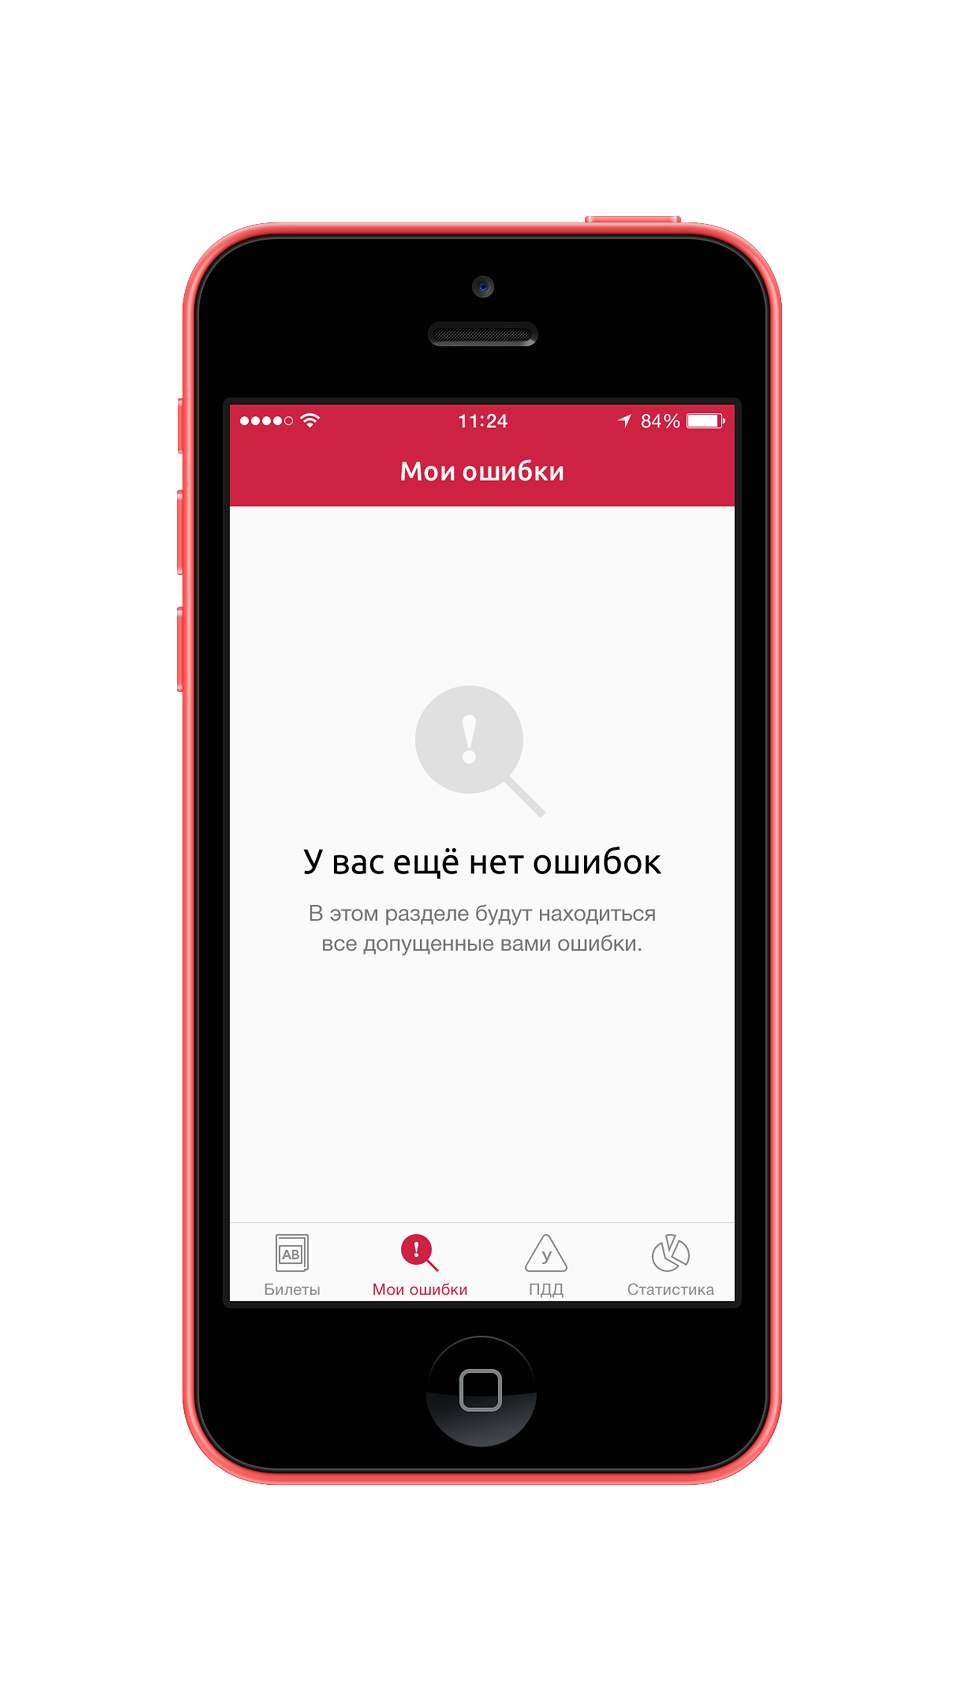 11:24 84%
Мои ошибки
!
У вас ещё нет ошибок
В этом разделе будут находиться
все допущенные вами ошибки.
AB ! У
Билеты Мои ошибки ПДД Статистика